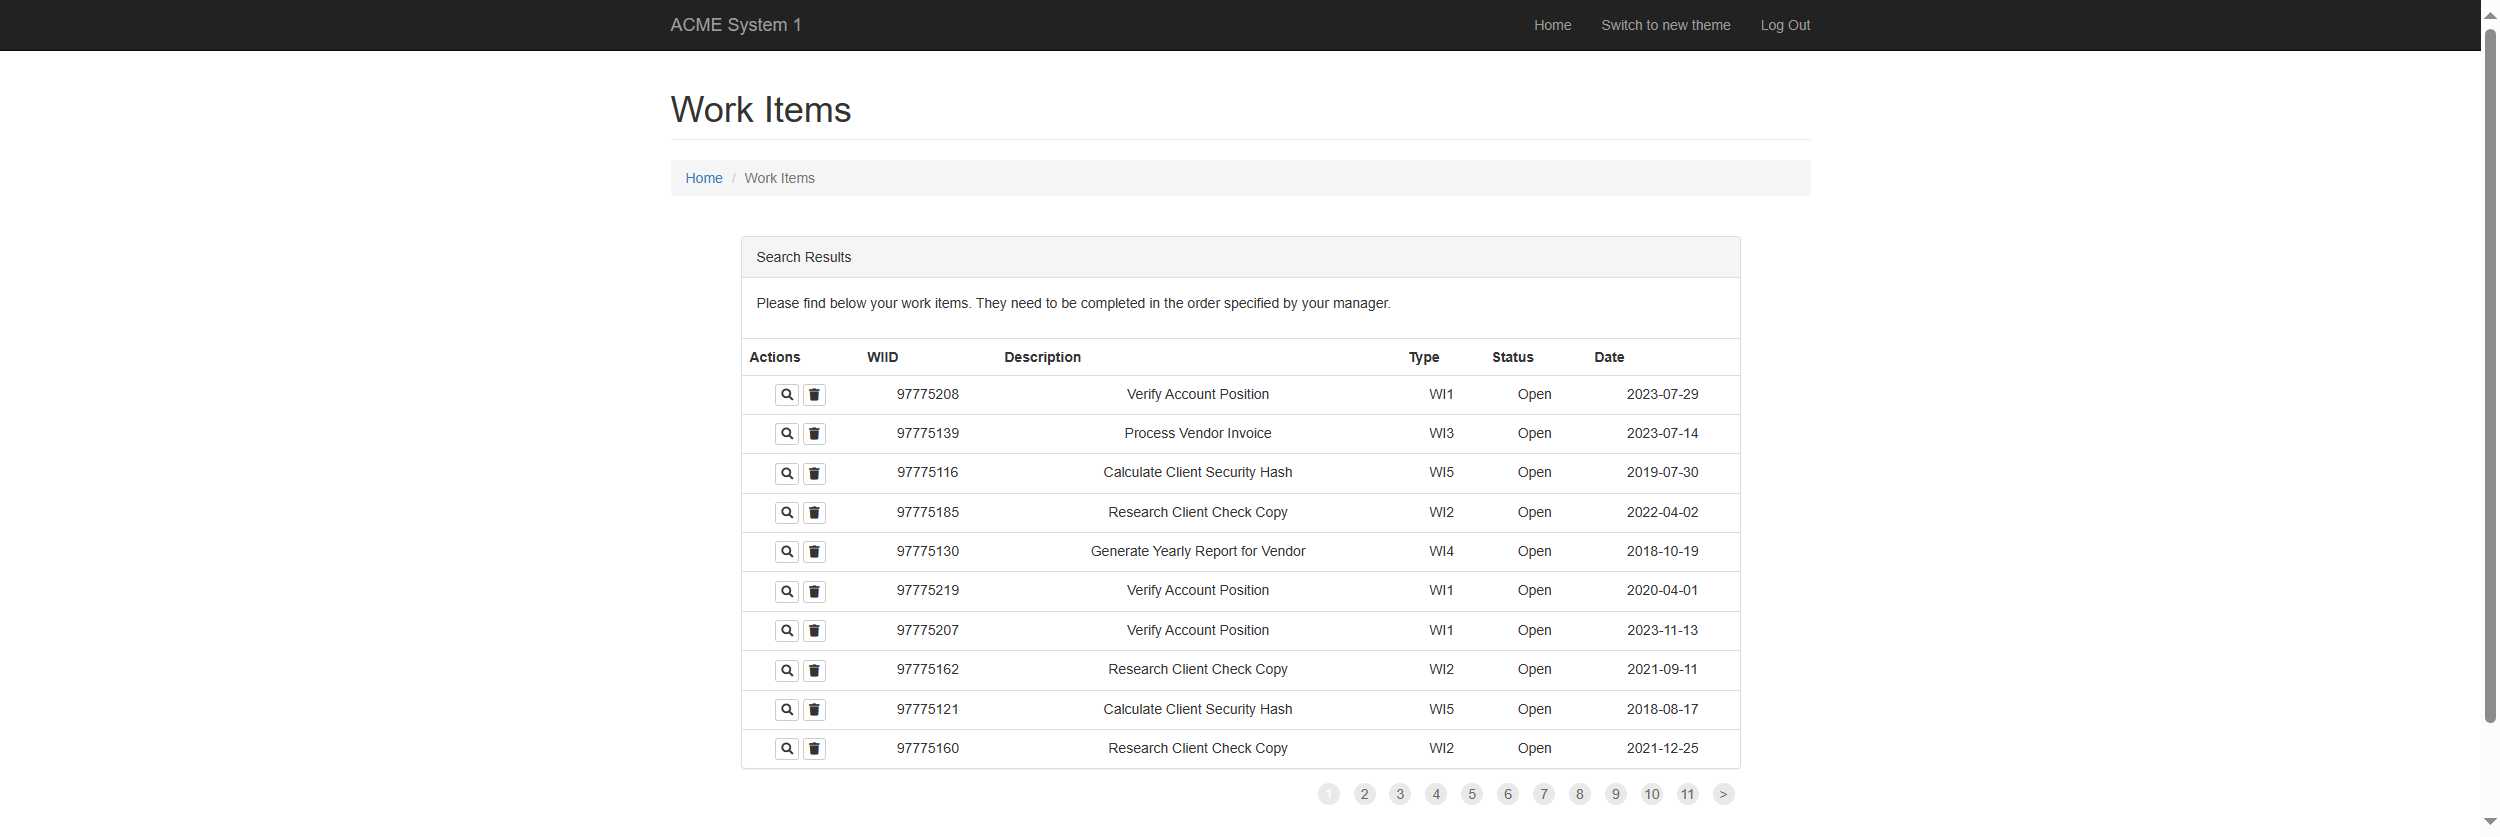 ACME System 1 Home Switch to new theme Log Out
Work Items
Home / Work Items
Search Results
Please find below your work items. They need to be completed in the order specified by your manager.
Actions WIID Description Type Status Date
97775208 Verify Account Position WI1 Open 2023-07-29
97775139 Process Vendor Invoice WI3 Open 2023-07-14
97775116 Calculate Client Security Hash WI5 Open 2019-07-30
97775185 Research Client Check Copy WI2 Open 2022-04-02
97775130 Generate Yearly Report for Vendor WI4 Open 2018-10-19
97775219 Verify Account Position WI1 Open 2020-04-01
97775207 Verify Account Position WI1 Open 2023-11-13
97775162 Research Client Check Copy WI2 Open 2021-09-11
97775121 Calculate Client Security Hash WI5 Open 2018-08-17
97775160 Research Client Check Copy WI2 Open 2021-12-25
1 2 3 4 5 6 7 8 9 10 11 >